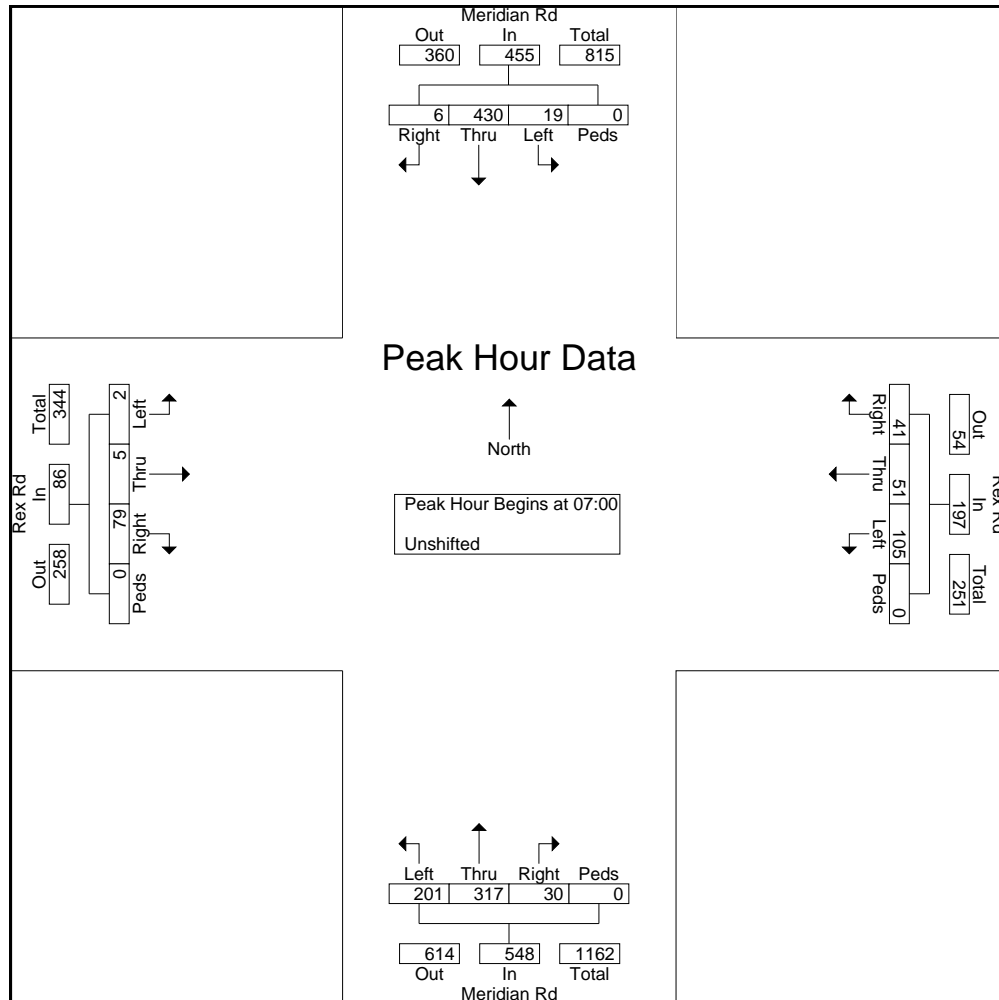 Meridian Rd
Out In Total
360 455 815
6 430 19 0
Right Thru Left Peds
Peak Hour Data
North
Peak Hour Begins at 07:00
Unshifted
Rex Rd
Total In Out
344 86 258
2 5 79 0
Left Thru Right Peds
Rex Rd
Out In Total
54 197 251
41 51 105 0
Right Thru Left Peds
Left Thru Right Peds
201 317 30 0
614 548 1162
Out In Total
Meridian Rd